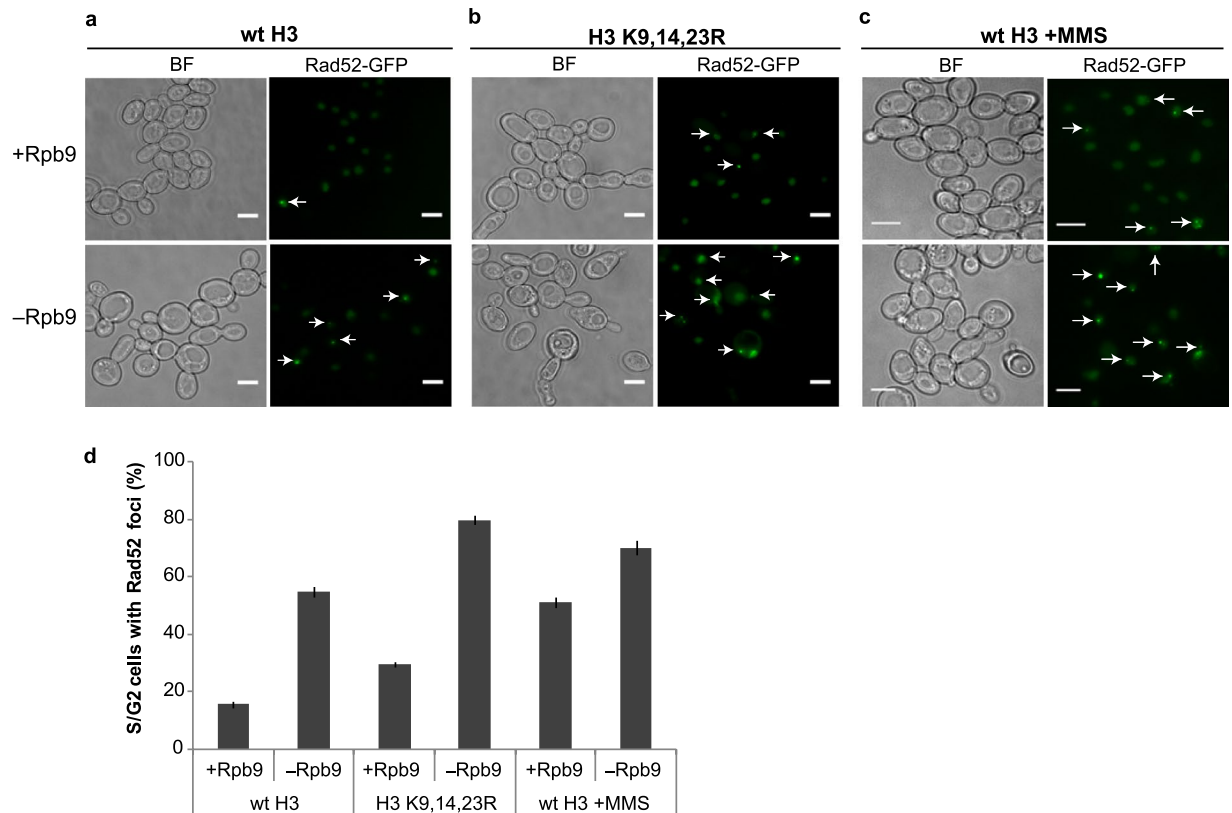 a
wt H3
BF
Rad52-GFP
b
H3 K9,14,23R
BF
Rad52-GFP
c
wt H3 +MMS
BF
Rad52-GFP
+Rpb9
–Rpb9
d
S/G2 cells with Rad52 foci (%)
100
80
60
40
20
0
+Rpb9 –Rpb9 +Rpb9 –Rpb9 +Rpb9 –Rpb9
wt H3 H3 K9,14,23R wt H3 +MMS